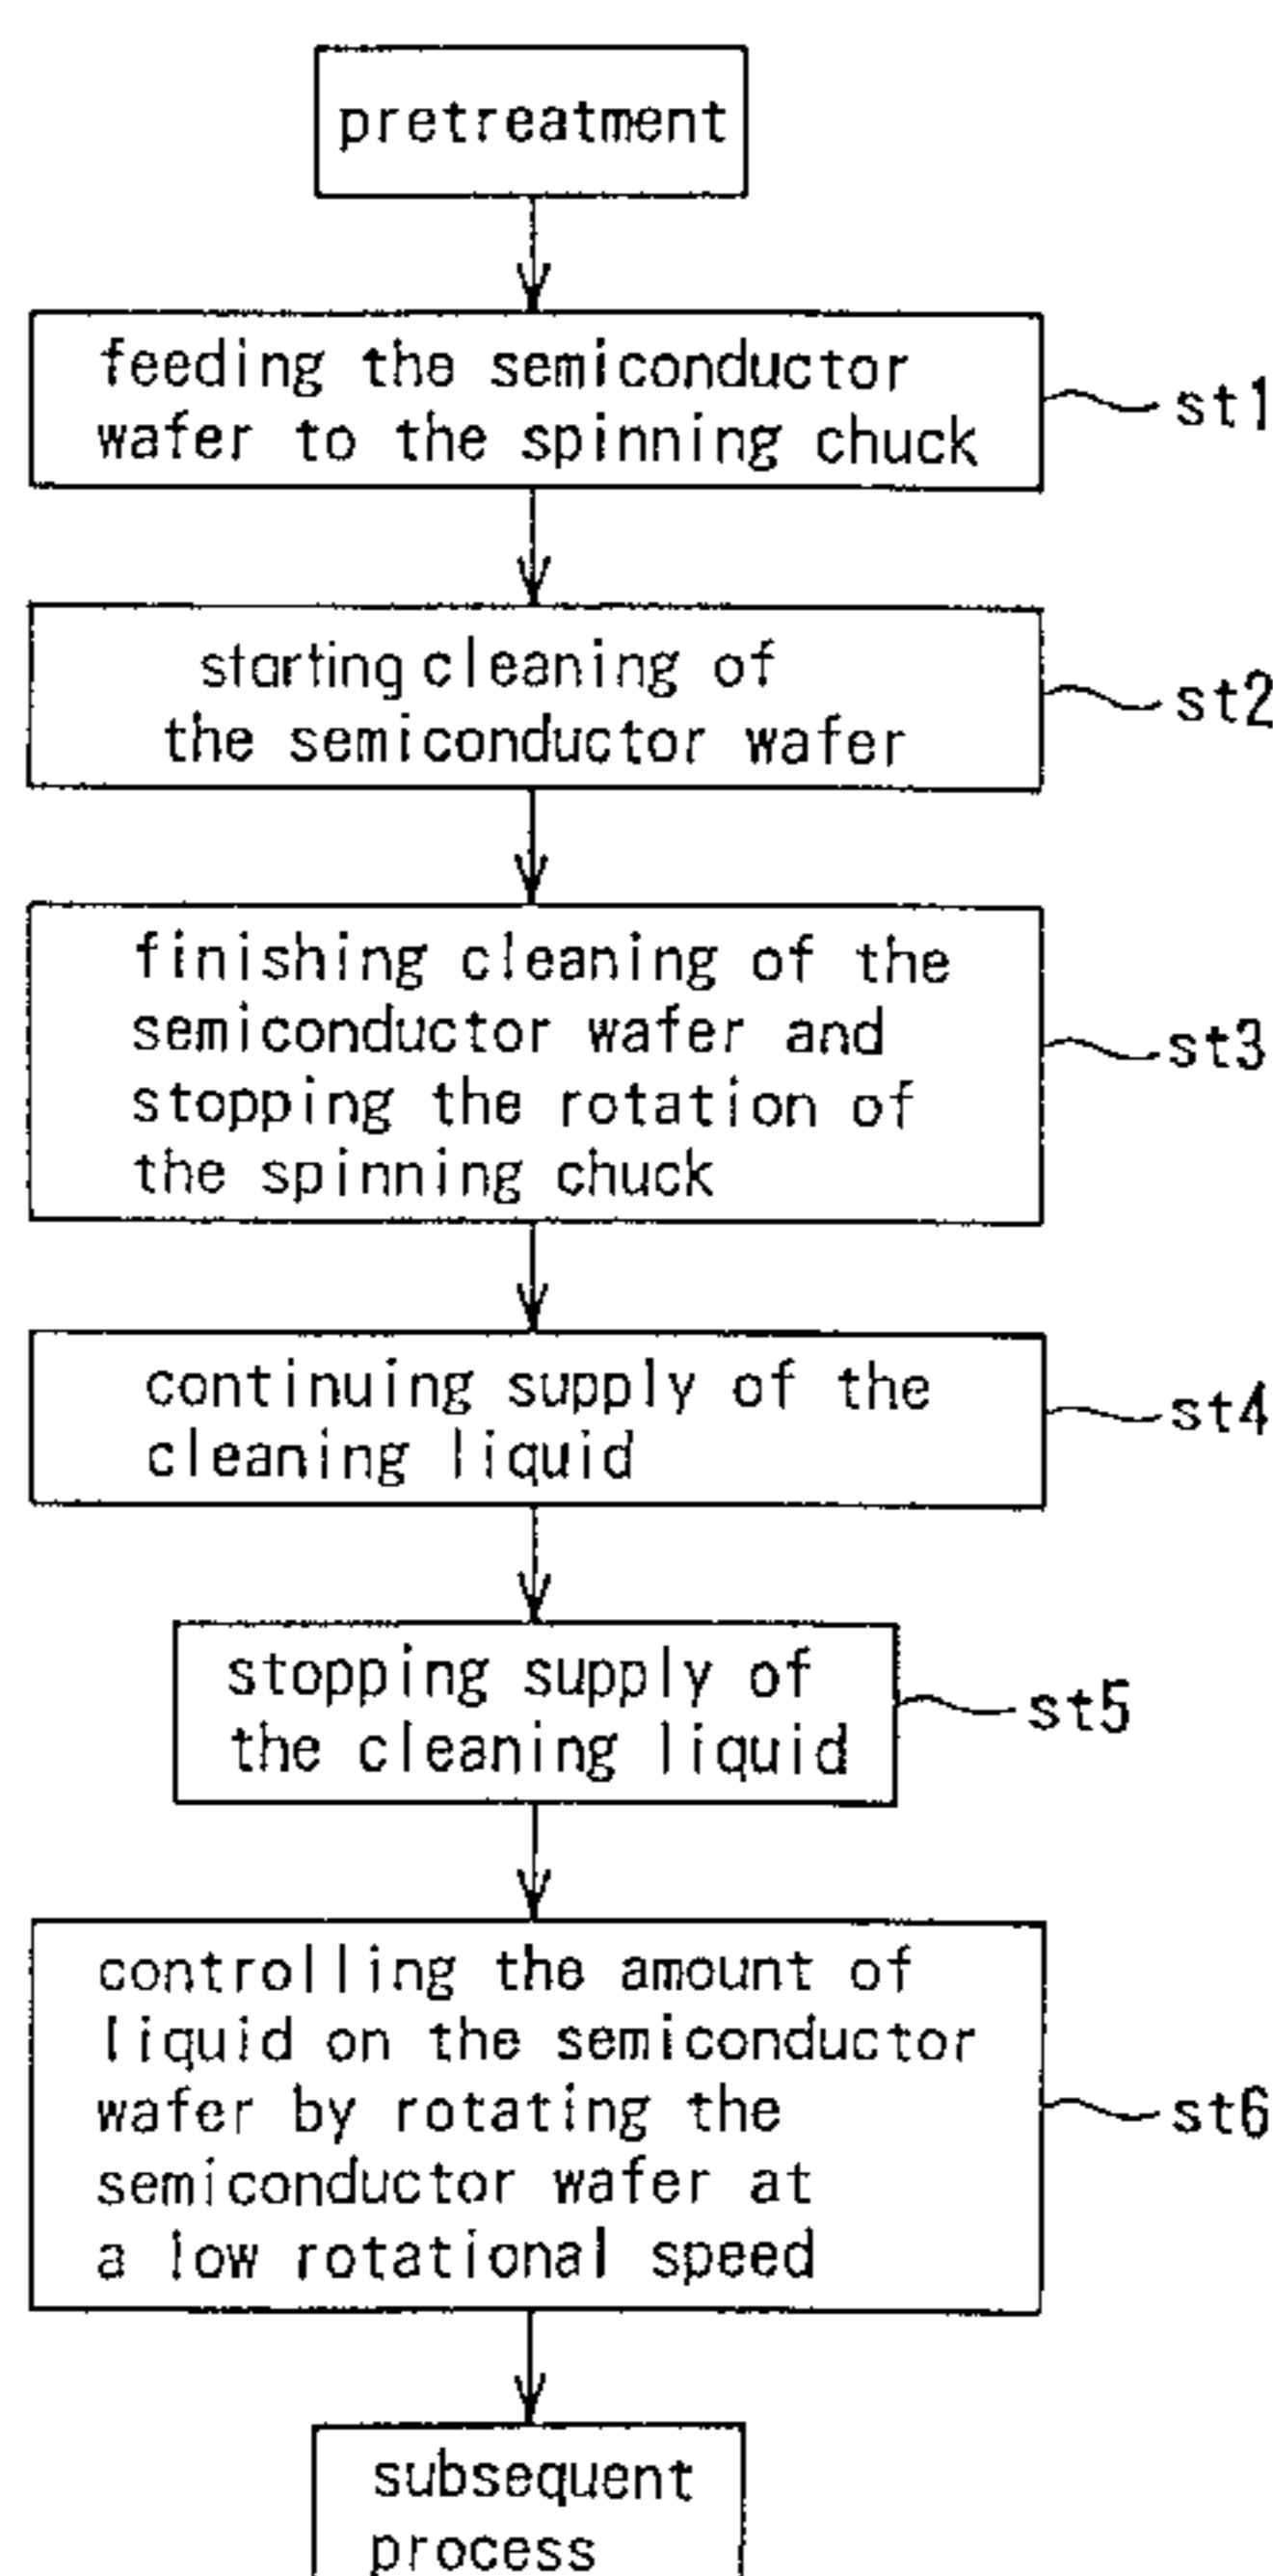 pretreatment
feeding the semiconductor
wafer to the spinning chuck
st1
starting cleaning of
the semiconductor wafer
st2
finishing cleaning of the
semiconductor wafer and
stopping the rotation of
the spinning chuck
st3
continuing supply of the
cleaning liquid
st4
stopping supply of
the cleaning liquid
st5
controlling the amount of
liquid on the semiconductor
wafer by rotating the
semiconductor wafer at
a low rotational speed
st6
subsequent
process